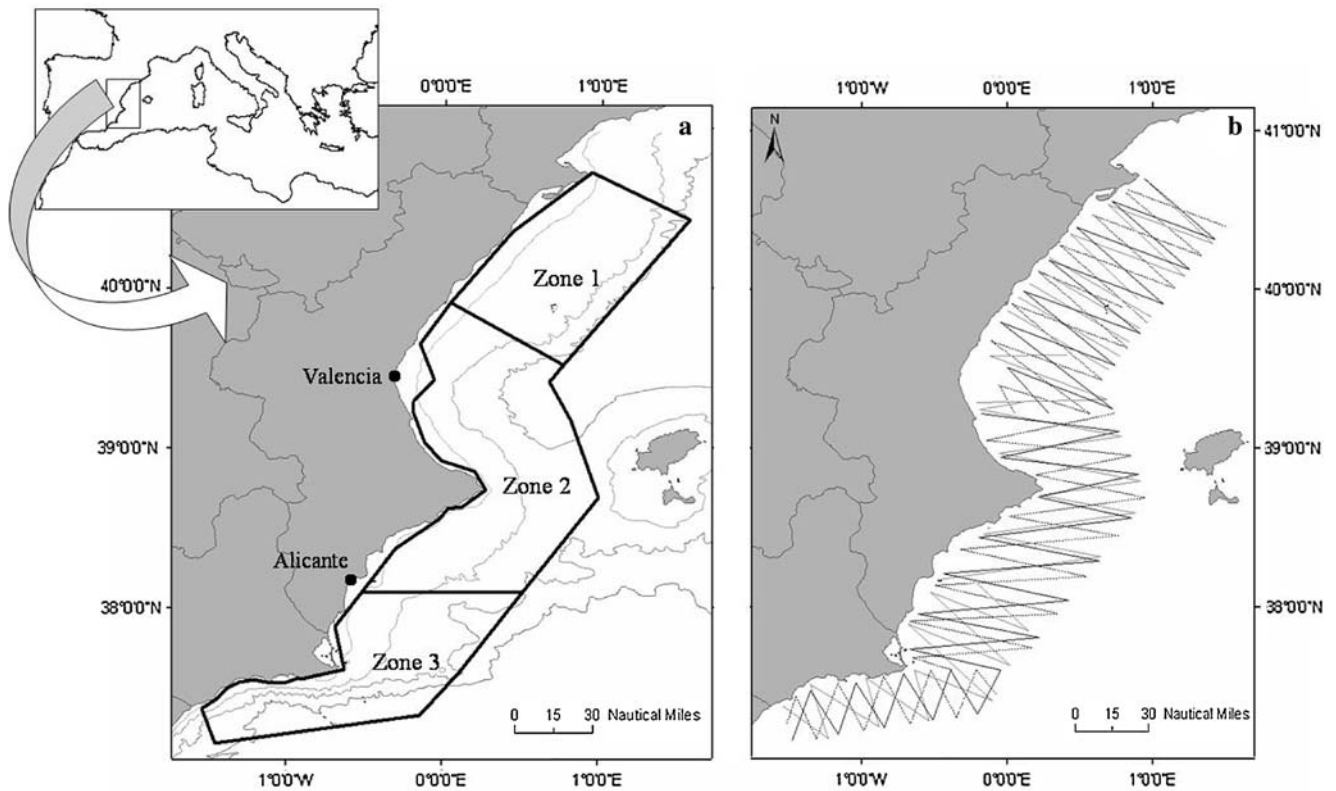 0°0'0"E 1°0'0"E
a
Zone 1
40°0'0"N
Valencia
39°0'0"N
Zone 2
Alicante
38°0'0"N
Zone 3
0 15 30 Nautical Miles
1°0'0"W 0°0'0"E 1°0'0"E
1°0'0"W 0°0'0"E 1°0'0"E
N
b
41°0'0"N
40°0'0"N
39°0'0"N
38°0'0"N
0 15 30 Nautical Miles
1°0'0"W 0°0'0"E 1°0'0"E